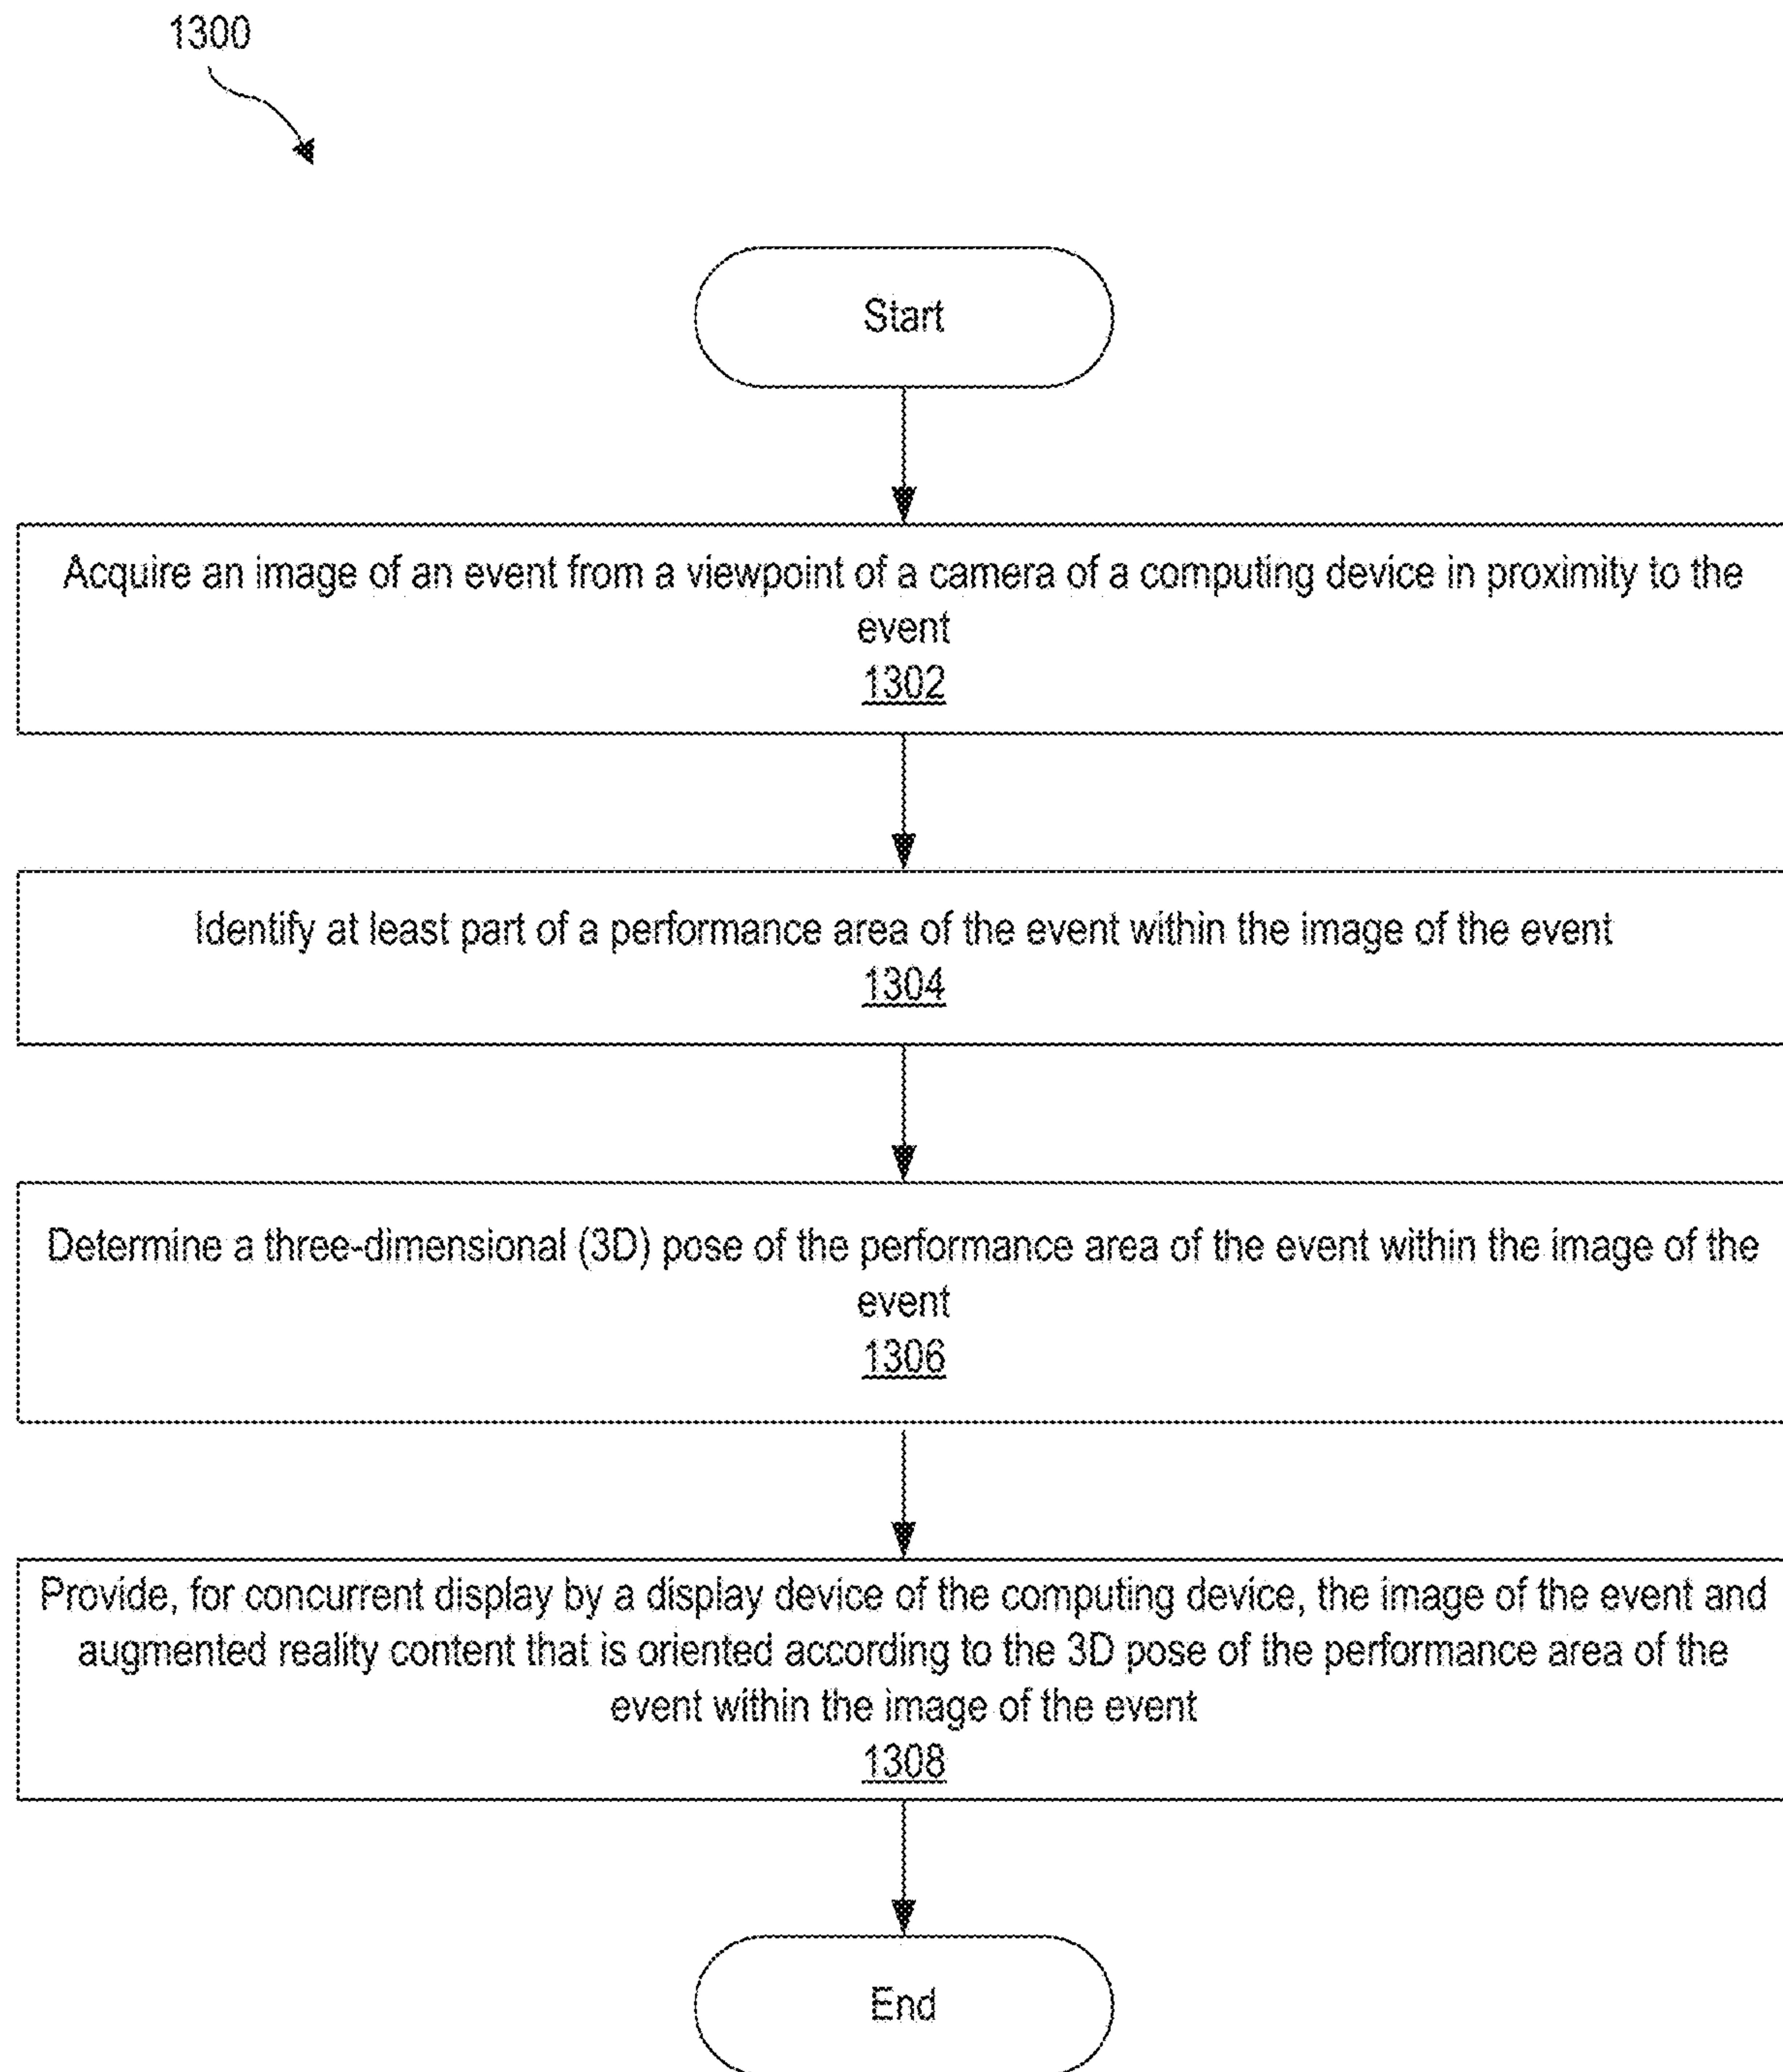 1300
Start
Acquire an image of an event from a viewpoint of a camera of a computing device in proximity to the
event
1302
Identify at least part of a performance area of the event within the image of the event
1304
Determine a three-dimensional (3D) pose of the performance area of the event within the image of the
event
1306
Provide, for concurrent display by a display device of the computing device, the image of the event and
augmented reality content that is oriented according to the 3D pose of the performance area of the
event within the image of the event
1308
End